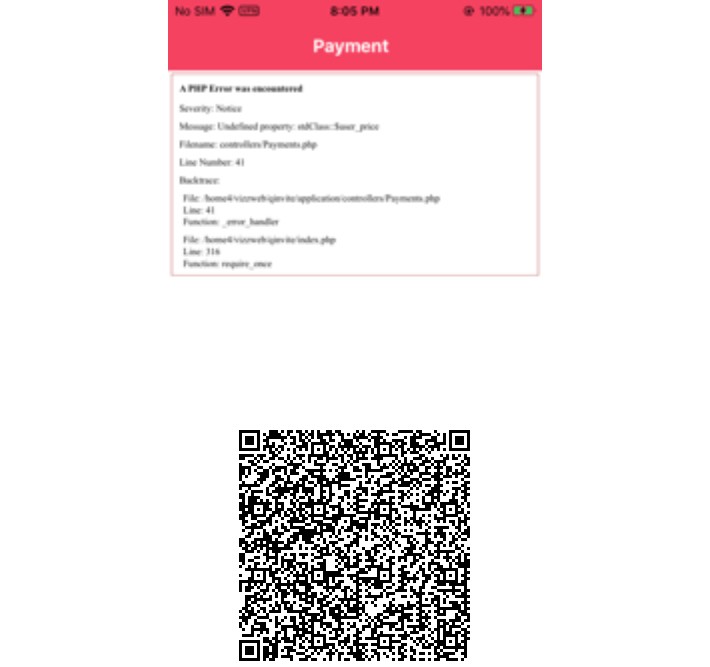 No SIM VPN 8:05 PM 100%
Payment
A PHP Error was encountered
Severity: Notice
Message: Undefined property: stdClass::$user_price
Filename: controllers/Payments.php
Line Number: 41
Backtrace:
File: /home4/vizzweb/qinvite/application/controllers/Payments.php
Line: 41
Function: _error_handler
File: /home4/vizzweb/qinvite/index.php
Line: 316
Function: require_once